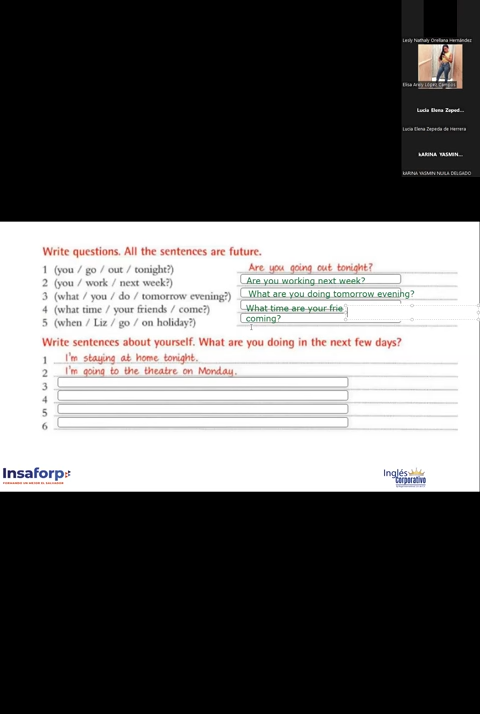 Lesly Nathaly Orellana Hernández
Elisa Arely López Campos
Lucia Elena Zeped...
Lucia Elena Zepeda de Herrera
kARINA YASMIN...
kARINA YASMIN NUILA DELGADO
Write questions. All the sentences are future.
1 (you / go / out / tonight?) Are you going out tonight?
2 (you / work / next week?) Are you working next week?
3 (what / you / do / tomorrow evening?) What are you doing tomorrow evening?
4 (what time / your friends / come?) What time are your frie
5 (when / Liz / go / on holiday?) coming?
Write sentences about yourself. What are you doing in the next few days?
1 I'm staying at home tonight.
2 I'm going to the theatre on Monday.
3
4
5
6
Insaforp
Inglés
Corporativo